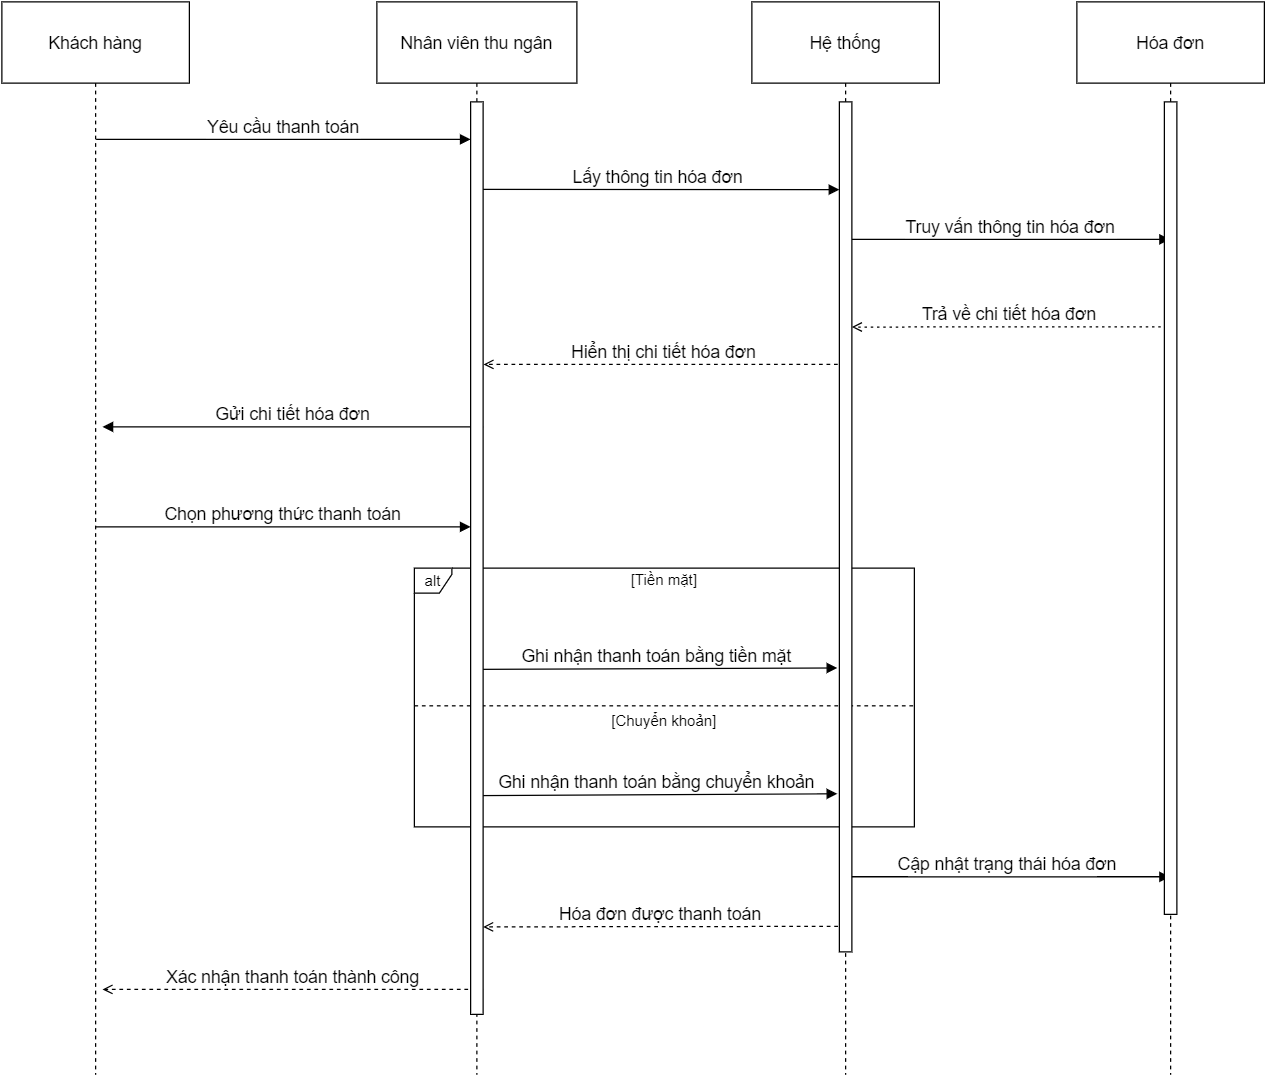 Khách hàng
Nhân viên thu ngân
Hệ thống
Hóa đơn
Yêu cầu thanh toán
Lấy thông tin hóa đơn
Truy vấn thông tin hóa đơn
Trả về chi tiết hóa đơn
Hiển thị chi tiết hóa đơn
Gửi chi tiết hóa đơn
Chọn phương thức thanh toán
alt
[Tiền mặt]
Ghi nhận thanh toán bằng tiền mặt
[Chuyển khoản]
Ghi nhận thanh toán bằng chuyển khoản
Cập nhật trạng thái hóa đơn
Hóa đơn được thanh toán
Xác nhận thanh toán thành công